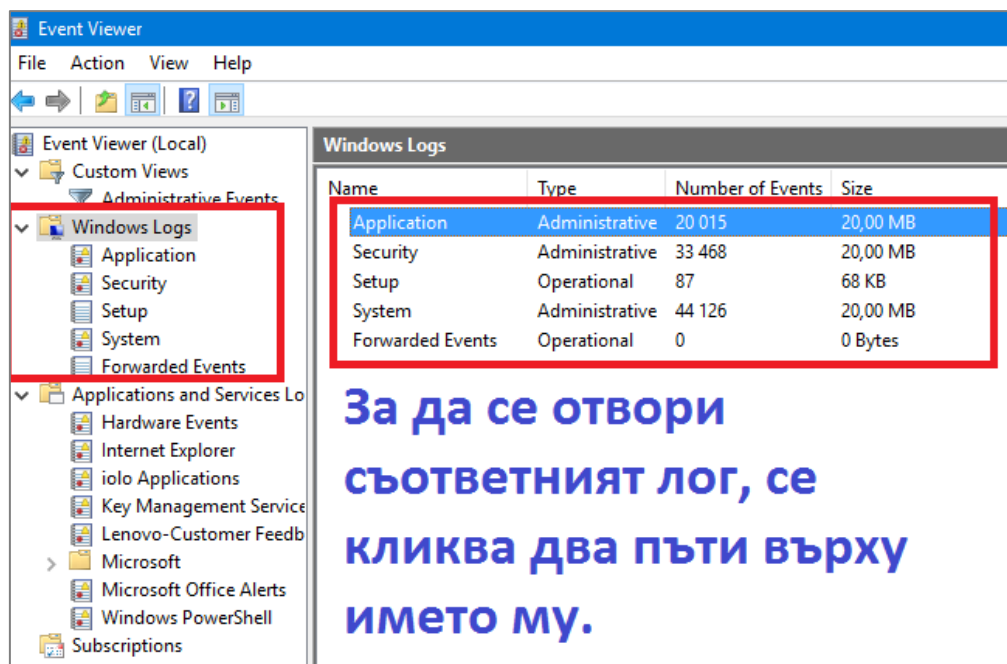 Event Viewer
File Action View Help
Event Viewer (Local)
Custom Views
Administrative Events
Windows Logs
Application
Security
Setup
System
Forwarded Events
Applications and Services Lo
Hardware Events
Internet Explorer
iolo Applications
Key Management Service
Lenovo-Customer Feedb
Microsoft
Microsoft Office Alerts
Windows PowerShell
Subscriptions
Windows Logs
Name Type Number of Events Size
Application Administrative 20 015 20,00 MB
Security Administrative 33 468 20,00 MB
Setup Operational 87 68 KB
System Administrative 44 126 20,00 MB
Forwarded Events Operational 0 0 Bytes
За да се отвори
съответният лог, се
кликва два пъти върху
името му.